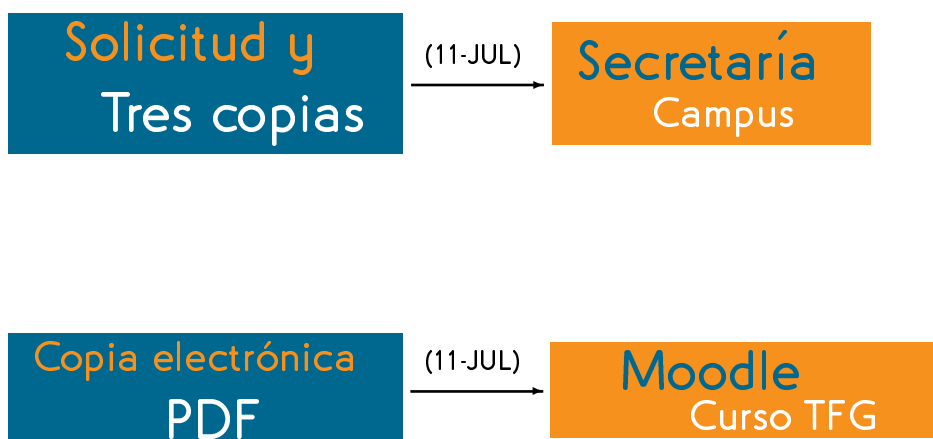 Solicitud y
Tres copias
(11-JUL)
Secretaría
Campus
Copia electrónica
PDF
(11-JUL)
Moodle
Curso TFG